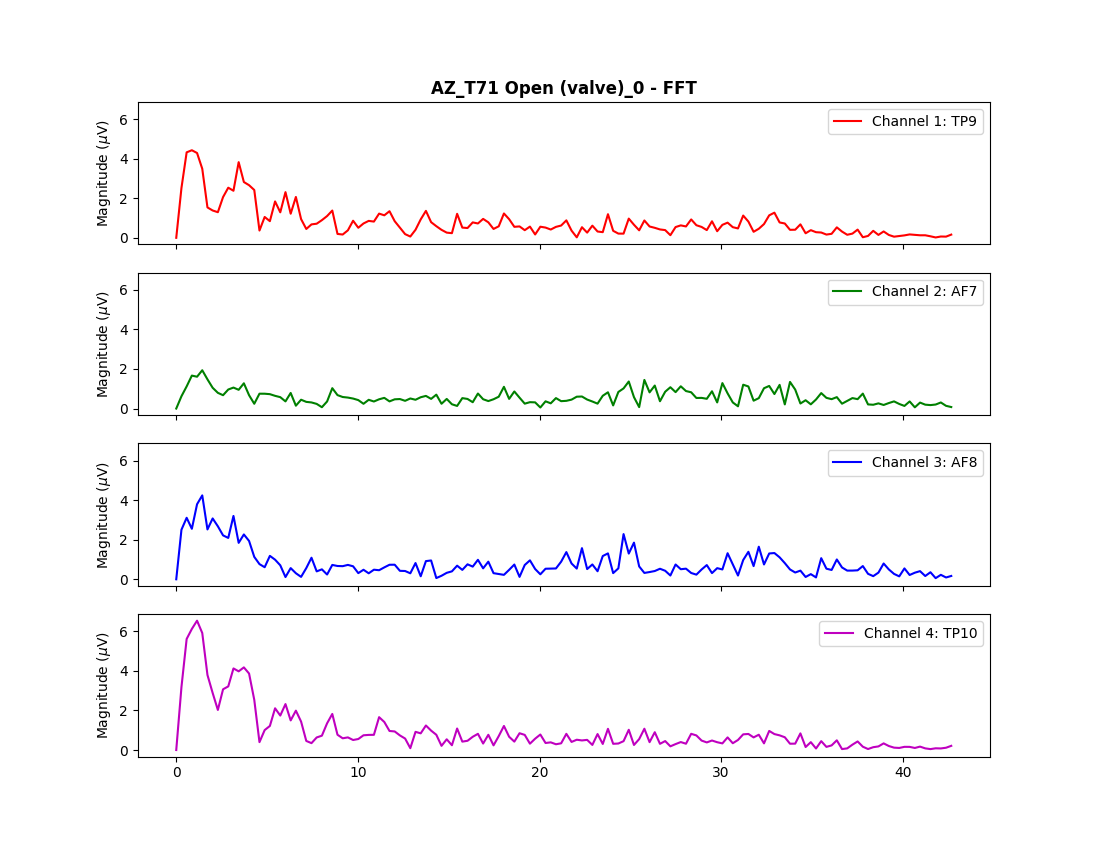 AZ_T71 Open (valve)_0 - FFT
Magnitude (μV)
6
4
2
0
Channel 1: TP9
Magnitude (μV)
6
4
2
0
Channel 2: AF7
Magnitude (μV)
6
4
2
0
Channel 3: AF8
Magnitude (μV)
6
4
2
0
Channel 4: TP10
0 10 20 30 40